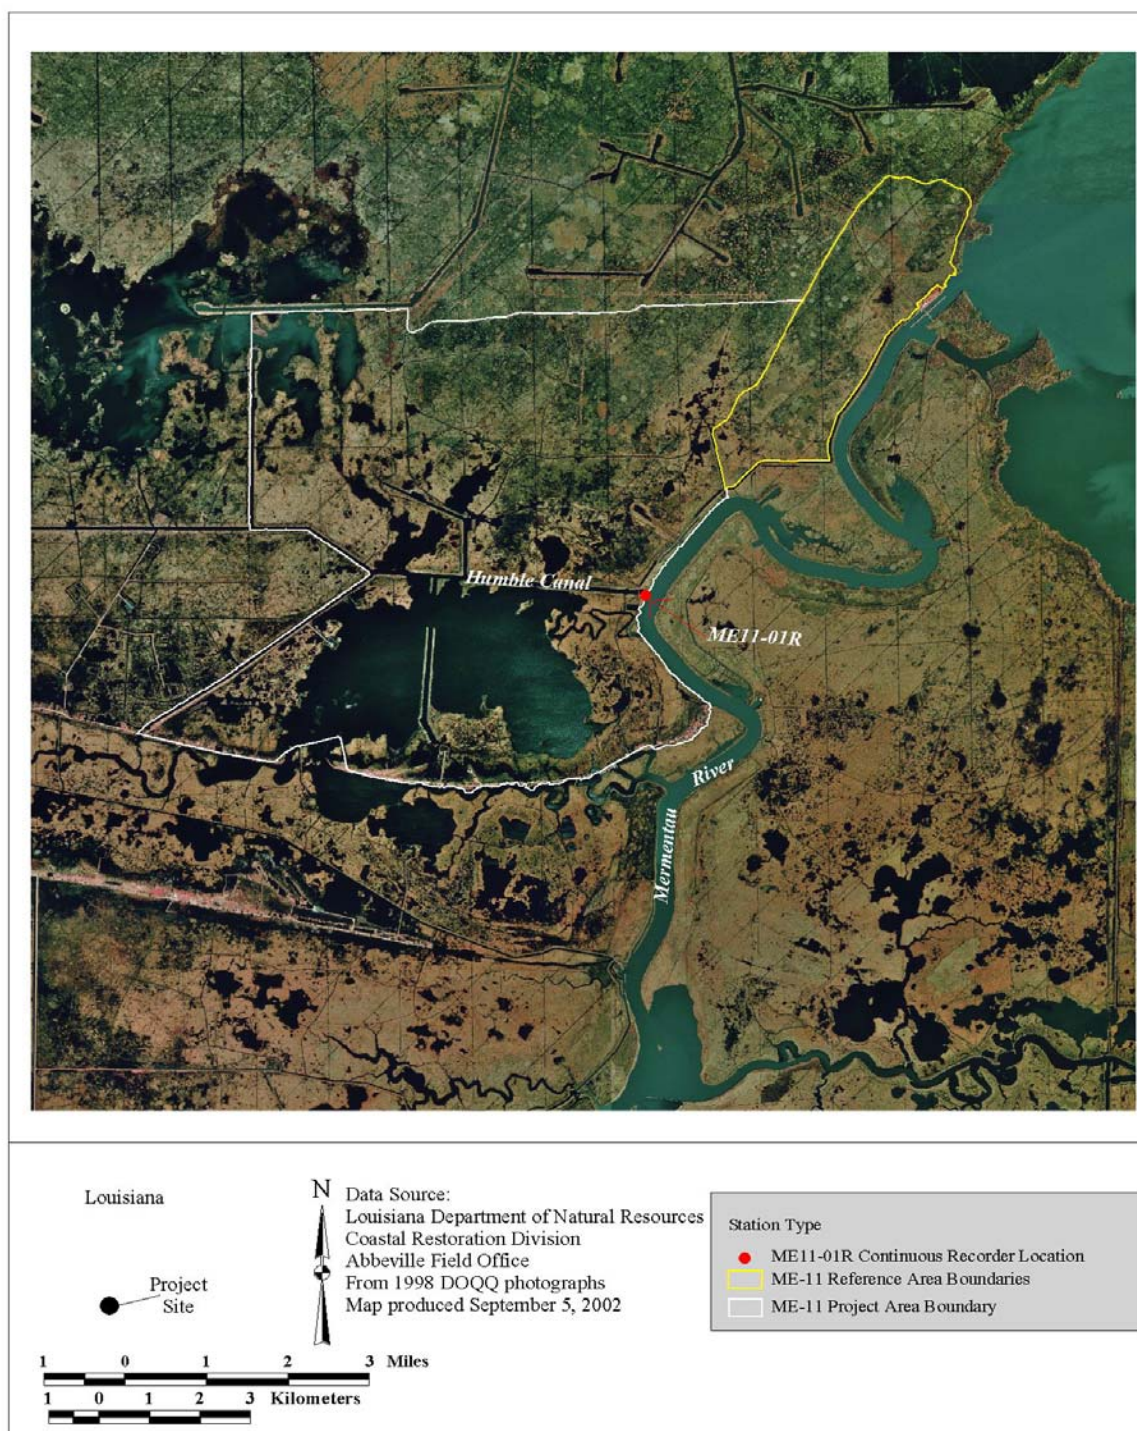 Humble Canal
ME11-01R
River
Mermentau
Louisiana
Project
Site
N
Data Source:
Louisiana Department of Natural Resources
Coastal Restoration Division
Abbeville Field Office
From 1998 DOQQ photographs
Map produced September 5, 2002
Station Type
ME11-01R Continuous Recorder Location
ME-11 Reference Area Boundaries
ME-11 Project Area Boundary
1 0 1 2 3 Miles
1 0 1 2 3 Kilometers